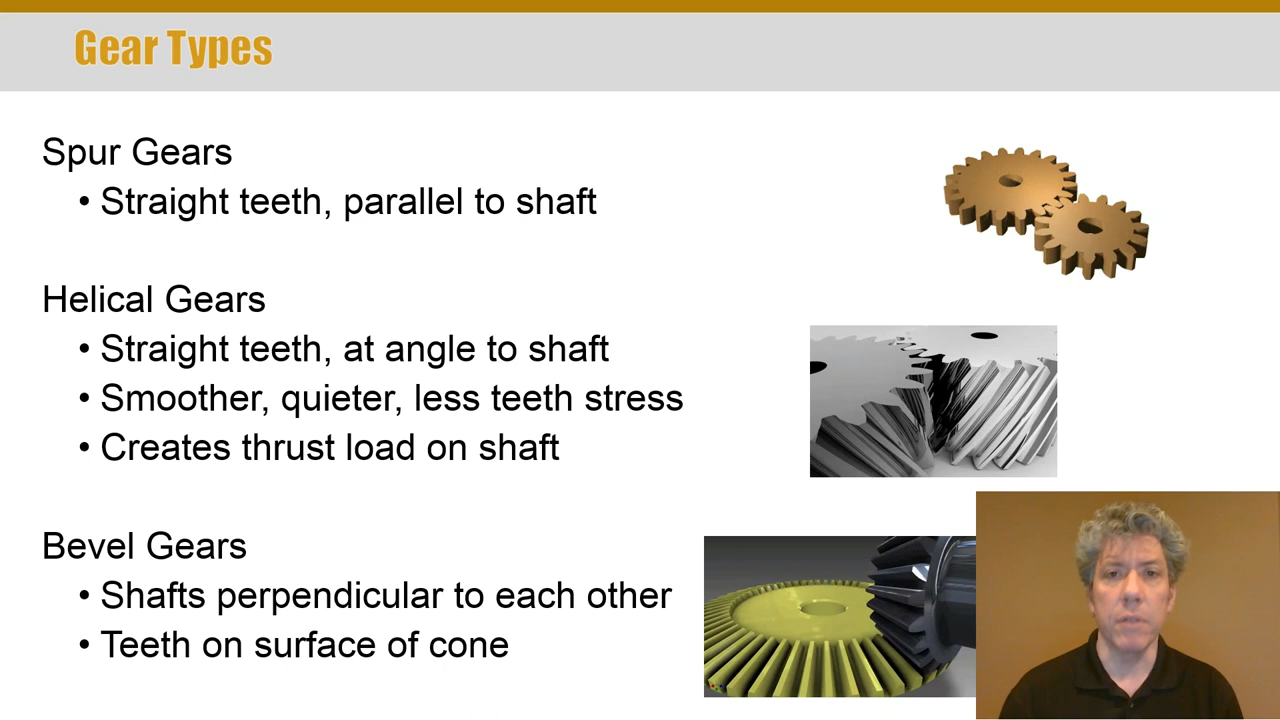 Gear Types
Spur Gears
• Straight teeth, parallel to shaft
Helical Gears
• Straight teeth, at angle to shaft
• Smoother, quieter, less teeth stress
• Creates thrust load on shaft
Bevel Gears
• Shafts perpendicular to each other
• Teeth on surface of cone